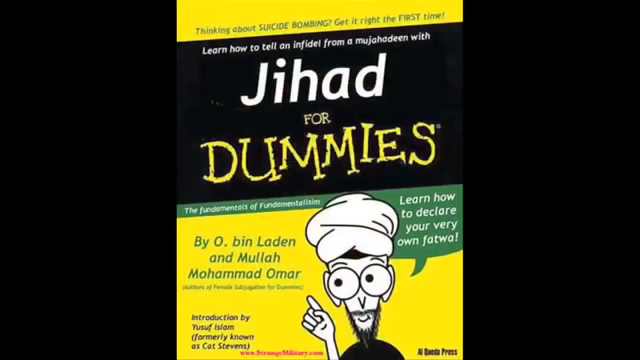 Thinking about SUICIDE BOMBING? Get it right the FIRST time!
Learn how to tell an infidel from a mujahadeen with
Jihad
FOR
DUMMIES®
The fundamentals of Fundamentalisim
Learn how
to declare
your very
own fatwa!
By O. bin Laden
and Mullah
Mohammad Omar
(Authors of Female Subjugation for Dummies)
Introduction by
Yusuf Islam
(formerly known
as Cat Stevens)
www.StrangeMilitary.com
Al Qaeda Press